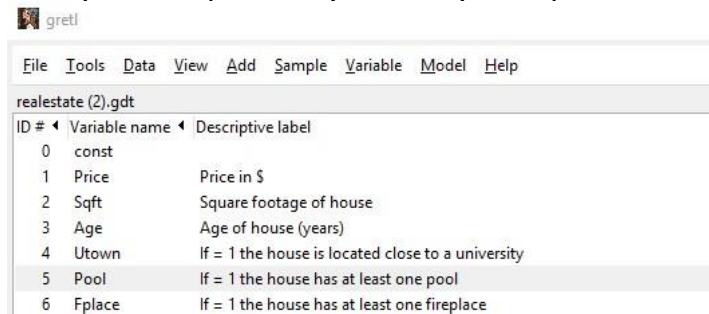 gretl
File Tools Data View Add Sample Variable Model Help
realestate (2).gdt
ID # Variable name Descriptive label
0 const
1 Price Price in $
2 Sqft Square footage of house
3 Age Age of house (years)
4 Utown If = 1 the house is located close to a university
5 Pool If = 1 the house has at least one pool
6 Fplace If = 1 the house has at least one fireplace